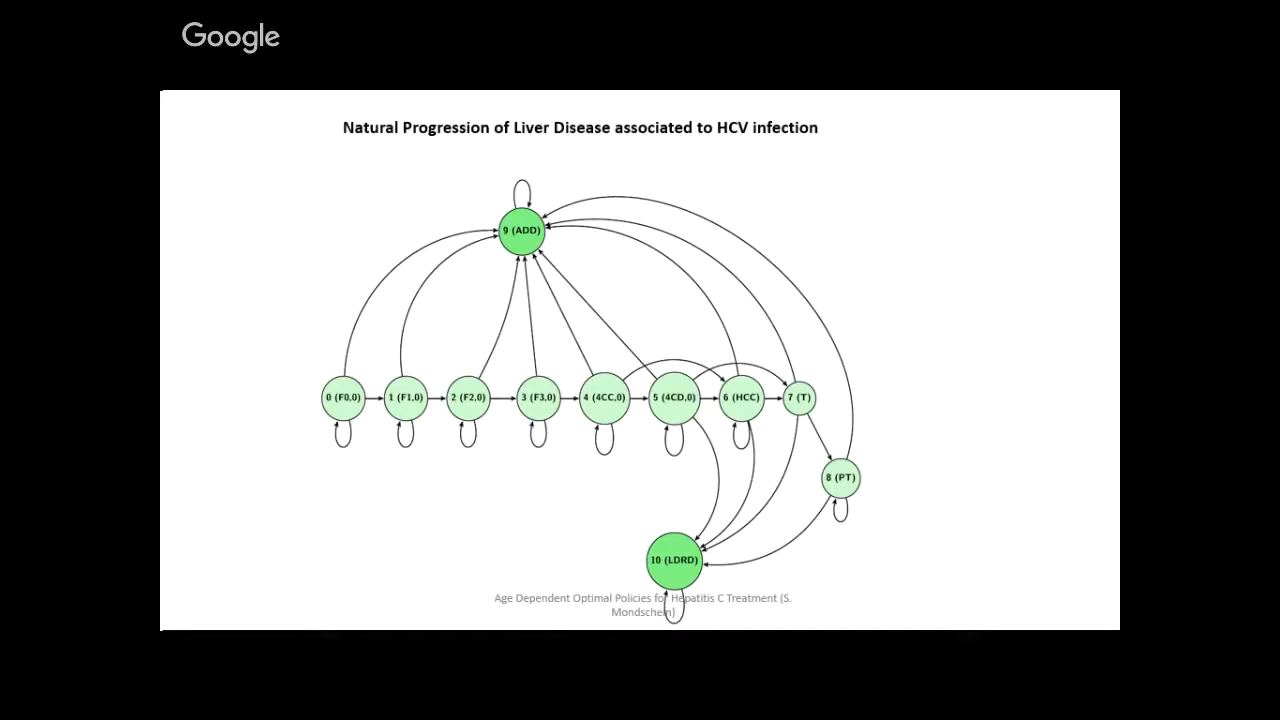 Google
Natural Progression of Liver Disease associated to HCV infection
9 (ADD)
0 (F0,0) 1 (F1,0) 2 (F2,0) 3 (F3,0) 4 (4CC,0) 5 (4CD,0) 6 (HCC) 7 (T)
8 (PT)
10 (LDRD)
Age Dependent Optimal Policies for Hepatitis C Treatment (S.
Mondschein)